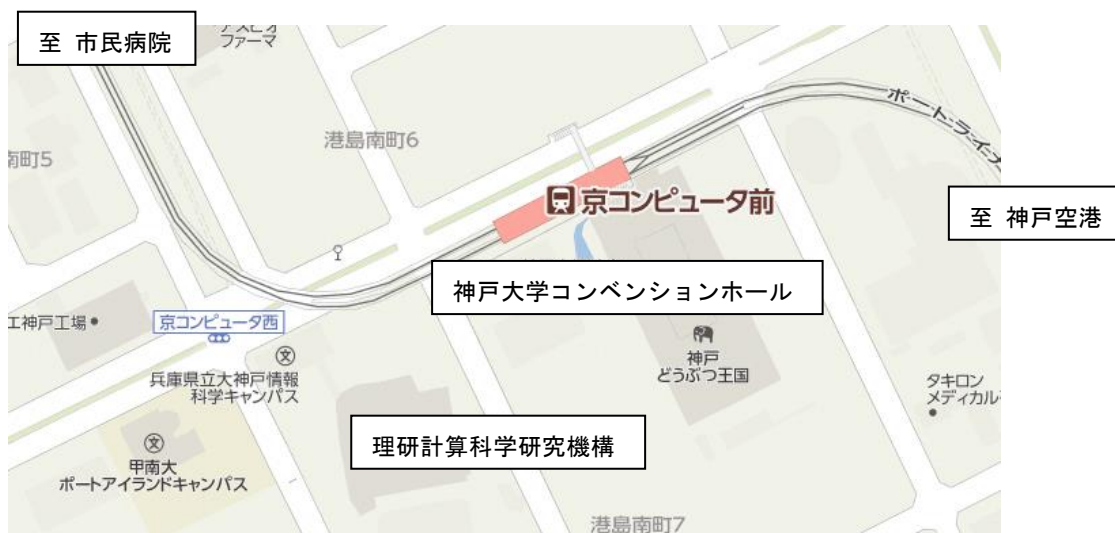 至 市民病院
アスピオ
ファーマ
港島南町6
南町5
ポートライナ
京コンピュータ前
至 神戸空港
神戸大学コンベンションホール
工神戸工場
京コンピュータ西
兵庫県立大神戸情報
科学キャンパス
神戸
どうぶつ王国
タキロン
メディカル
理研計算科学研究機構
甲南大
ポートアイランドキャンパス
港島南町7